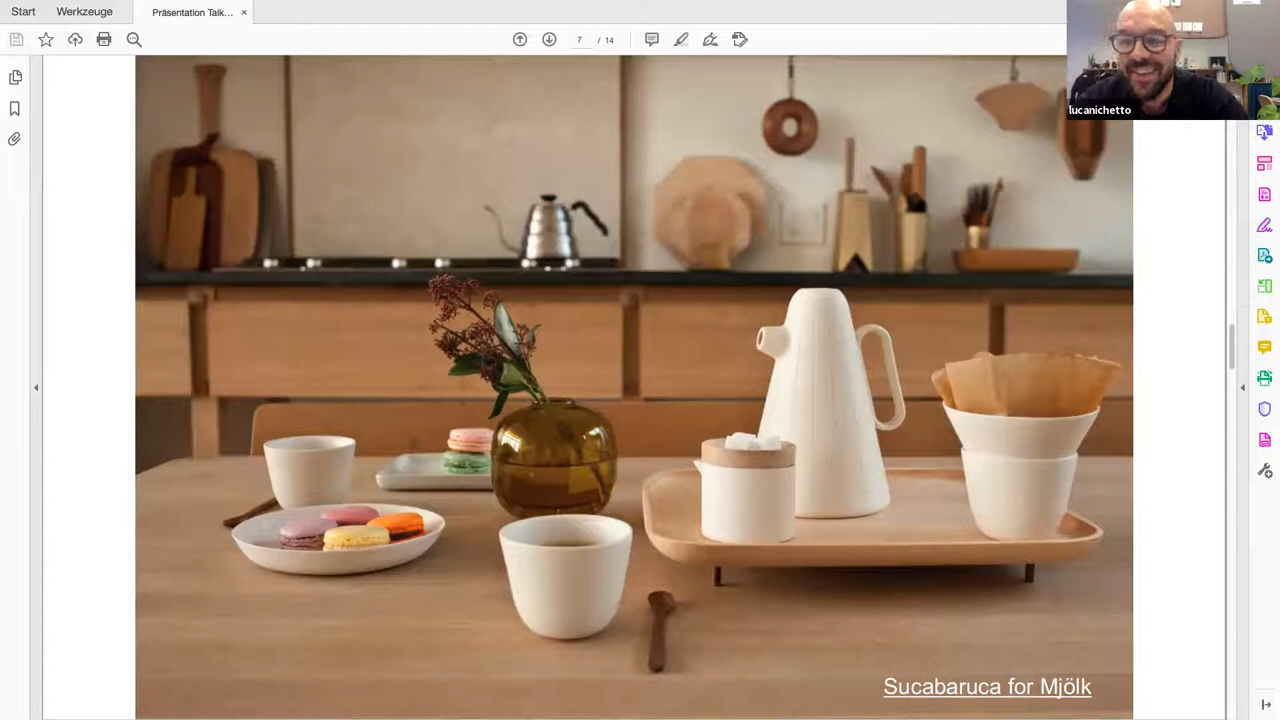 Start
Werkzeuge
Präsentation Talk... ×
7 / 14
lucanichetto
Sucabaruca for Mjölk